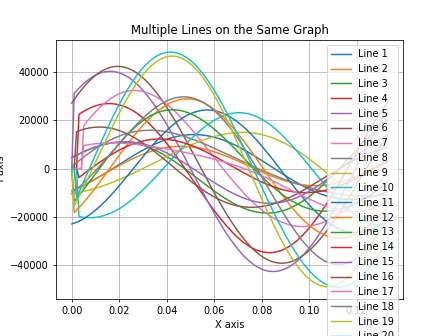 Multiple Lines on the Same Graph
40000
20000
0
−20000
−40000
axis
0.00
0.02
0.04
0.06
0.08
0.10
X axis
Line 1
Line 2
Line 3
Line 4
Line 5
Line 6
Line 7
Line 8
Line 9
Line 10
Line 11
Line 12
Line 13
Line 14
Line 15
Line 16
Line 17
Line 18
Line 19
Line 20